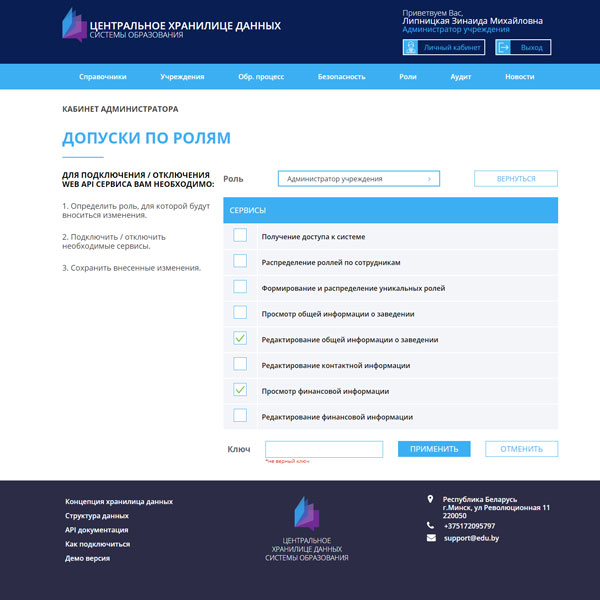 ЦЕНТРАЛЬНОЕ ХРАНИЛИЦЕ ДАННЫХ
СИСТЕМЫ ОБРАЗОВАНИЯ
Приветвуем Вас,
Липницкая Зинаида Михайловна
Администратор учреждения
Личный кабинет
Выход
Справочники
Учреждения
Обр. процесс
Безопасность
Роли
Аудит
Новости
КАБИНЕТ АДМИНИСТРАТОРА
ДОПУСКИ ПО РОЛЯМ
ДЛЯ ПОДКЛЮЧЕНИЯ / ОТКЛЮЧЕНИЯ
WEB API СЕРВИСА ВАМ НЕОБХОДИМО:
1. Определить роль, для которой будут
вноситься изменения.
2. Подключить / отключить
необходимые сервисы.
3. Сохранить внесенные изменения.
Роль
Администратор учреждения
ВЕРНУТЬСЯ
СЕРВИСЫ
Получение доступа к системе
Распределение роллей по сотрудникам
Формирование и распределение уникальных ролей
Просмотр общей информации о заведении
Редактирование общей информации о заведении
Редактирование контактной информации
Просмотр финансовой информации
Редактирование финансовой информации
Ключ
ПРИМЕНИТЬ
ОТМЕНИТЬ
*не верный ключ
Концепция хранилица данных
Структура данных
API документация
Как подключиться
Демо версия
ЦЕНТРАЛЬНОЕ
ХРАНИЛИЦЕ ДАННЫХ
СИСТЕМЫ ОБРАЗОВАНИЯ
Республика Беларусь
г.Минск, ул Революционная 11
220050
+375172095797
support@edu.by